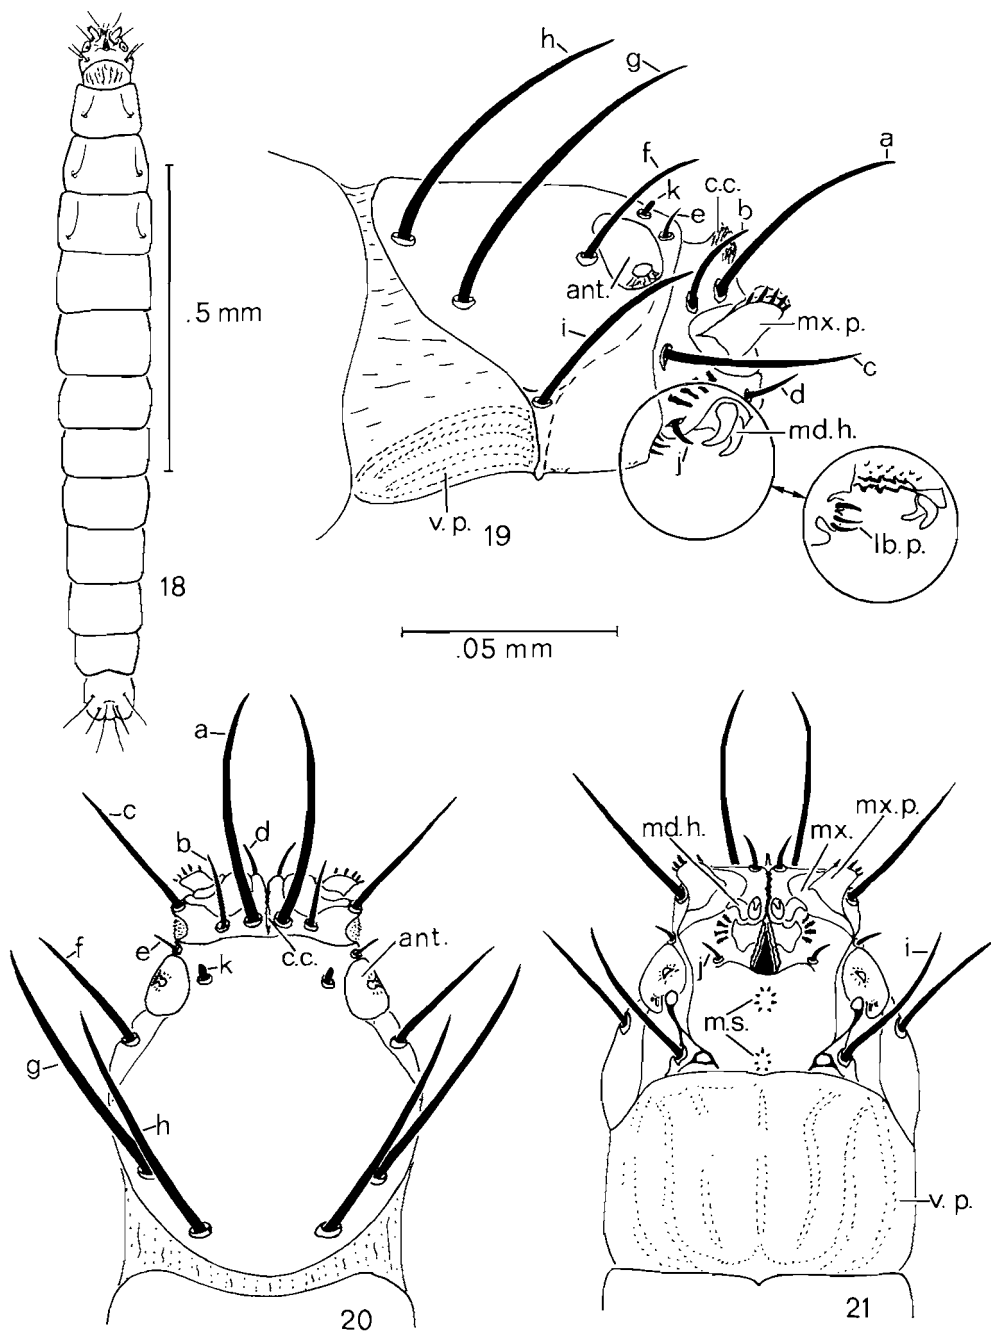 h
g
a
f
k
c.c.
e
b
ant.
.5 mm
i
mx. p.
c
d
md. h.
j
v. p.
19
lb. p.
18
.05 mm
a
c
b
d
md. h.
mx.
mx. p.
e
ant.
f
k
c.c.
j
i
m.s.
g
h
v. p.
20
21